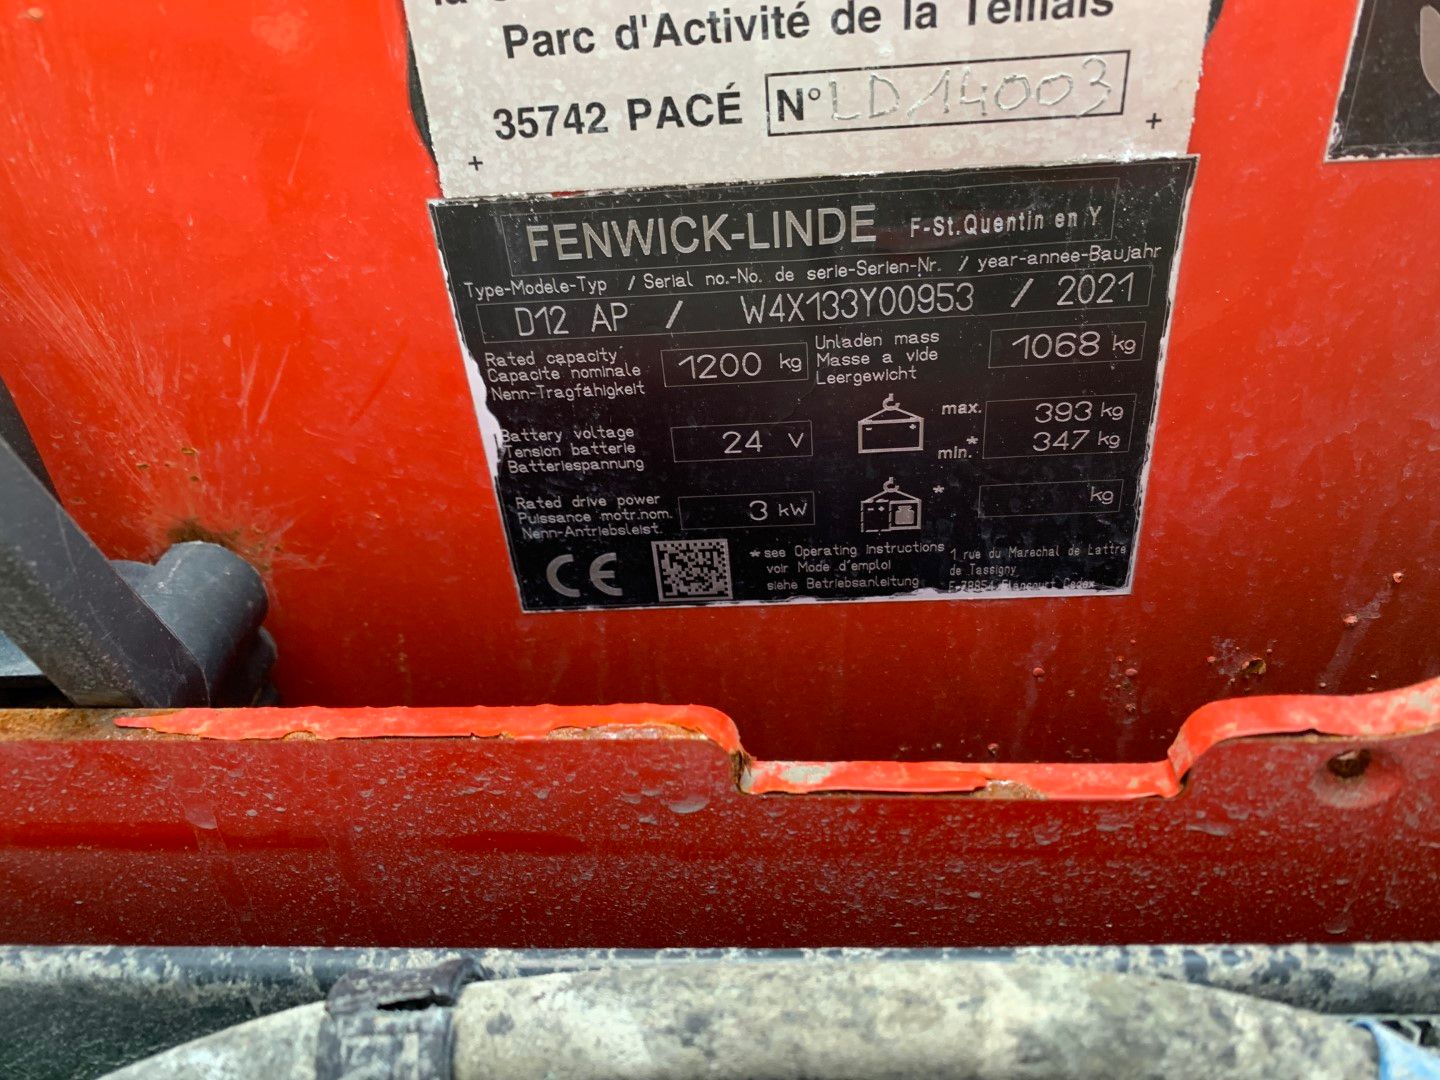 Parc d'Activité de la Teillais
35742 PACÉ N° LD14003
FENWICK-LINDE F-St.Quentin en Y
Type-Modele-Typ / Serial no.-No. de serie-Serien-Nr. / year-annee-Baujahr
D12 AP / W4X133Y00953 / 2021
Rated capacity
Capacite nominale
Nenn-Tragfähigkeit
1200 kg
Unladen mass
Masse a vide
Leergewicht
1068 kg
Battery voltage
Tension batterie
Batteriespannung
24 V
max. 393 kg
min.* 347 kg
Rated drive power
Puissance motr.nom.
Nenn-Antriebsleist.
3 kW
* kg
CE
*see Operating instructions
voir Mode d'emploi
siehe Betriebsanleitung
1 rue du Marechal de Lattre
de Tassigny
F-78854 Elancourt Cedex